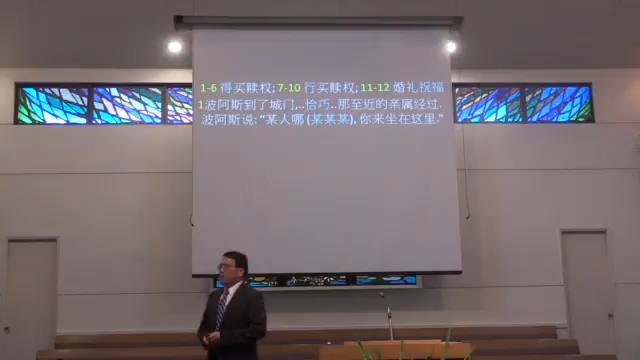 1-6 得买赎权; 7-10 行买赎权; 11-12 婚礼祝福
1波阿斯到了城门,..恰巧..那至近的亲属经过.
波阿斯说: “某人哪 (某某某), 你来坐在这里.”